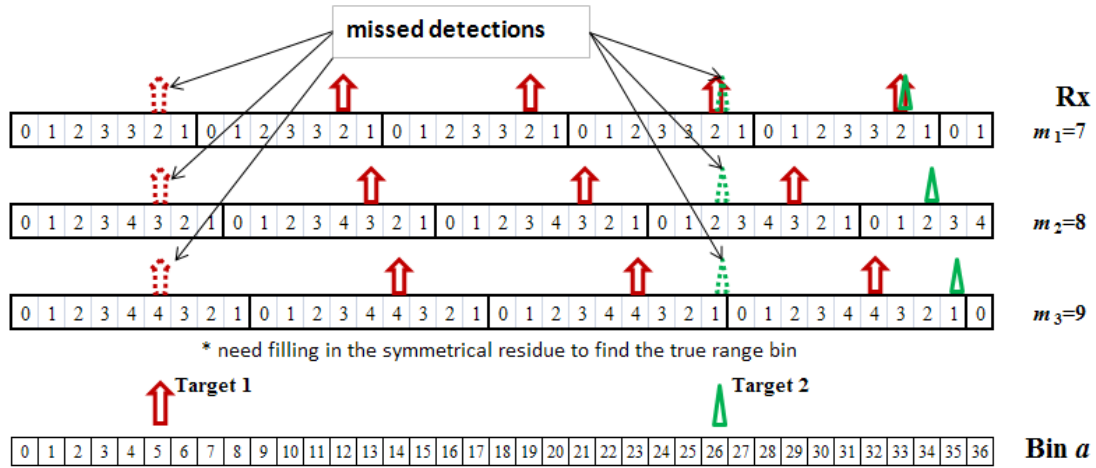 missed detections
Rx
0 1 2 3 3 2 1 0 1 2 3 3 2 1 0 1 2 3 3 2 1 0 1 2 3 3 2 1 0 1 2 3 3 2 1 0 1 m1=7
0 1 2 3 4 3 2 1 0 1 2 3 4 3 2 1 0 1 2 3 4 3 2 1 0 1 2 3 4 3 2 1 0 1 2 3 4 m2=8
0 1 2 3 4 4 3 2 1 0 1 2 3 4 4 3 2 1 0 1 2 3 4 4 3 2 1 0 1 2 3 4 4 3 2 1 0 m3=9
* need filling in the symmetrical residue to find the true range bin
Target 1 Target 2
0 1 2 3 4 5 6 7 8 9 10 11 12 13 14 15 16 17 18 19 20 21 22 23 24 25 26 27 28 29 30 31 32 33 34 35 36 Bin a